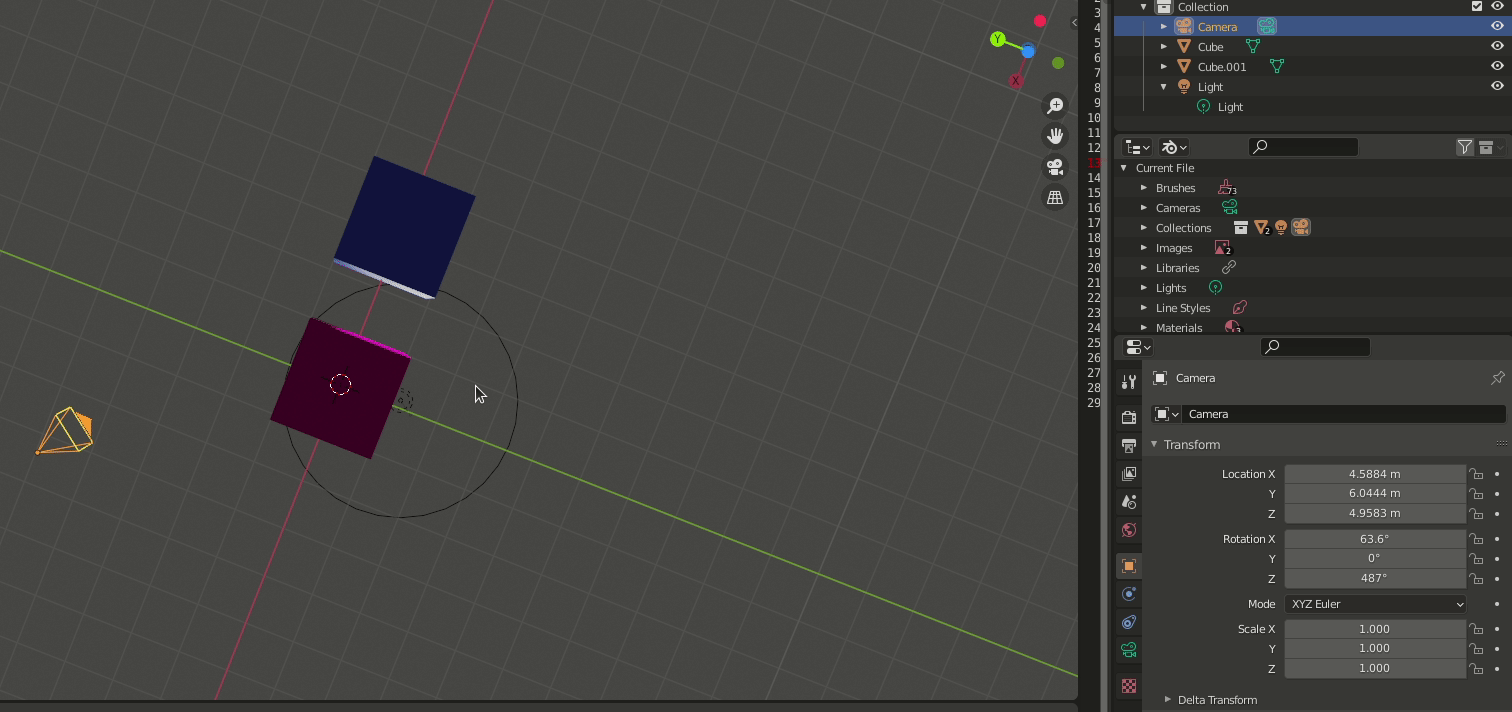 Y
X
2
3
4
5
6
7
8
9
10
11
12
13
14
15
16
17
18
19
20
21
22
23
24
25
26
27
28
29
Collection
Camera
Cube
Cube.001
Light
Light
Current File
Brushes 73
Cameras
Collections 2
Images 2
Libraries
Lights
Line Styles
Materials 3
Camera
Camera
Transform
Location X 4.5884 m
Y 6.0444 m
Z 4.9583 m
Rotation X 63.6°
Y 0°
Z 487°
Mode XYZ Euler
Scale X 1.000
Y 1.000
Z 1.000
Delta Transform